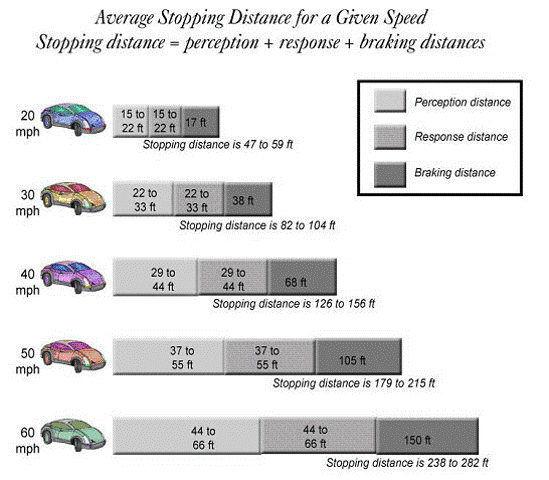 Average Stopping Distance for a Given Speed
Stopping distance = perception + response + braking distances
Perception distance
Response distance
Braking distance
20
mph
15 to
22 ft
15 to
22 ft
17 ft
Stopping distance is 47 to 59 ft
30
mph
22 to
33 ft
22 to
33 ft
38 ft
Stopping distance is 82 to 104 ft
40
mph
29 to
44 ft
29 to
44 ft
68 ft
Stopping distance is 126 to 156 ft
50
mph
37 to
55 ft
37 to
55 ft
105 ft
Stopping distance is 179 to 215 ft
60
mph
44 to
66 ft
44 to
66 ft
150 ft
Stopping distance is 238 to 282 ft